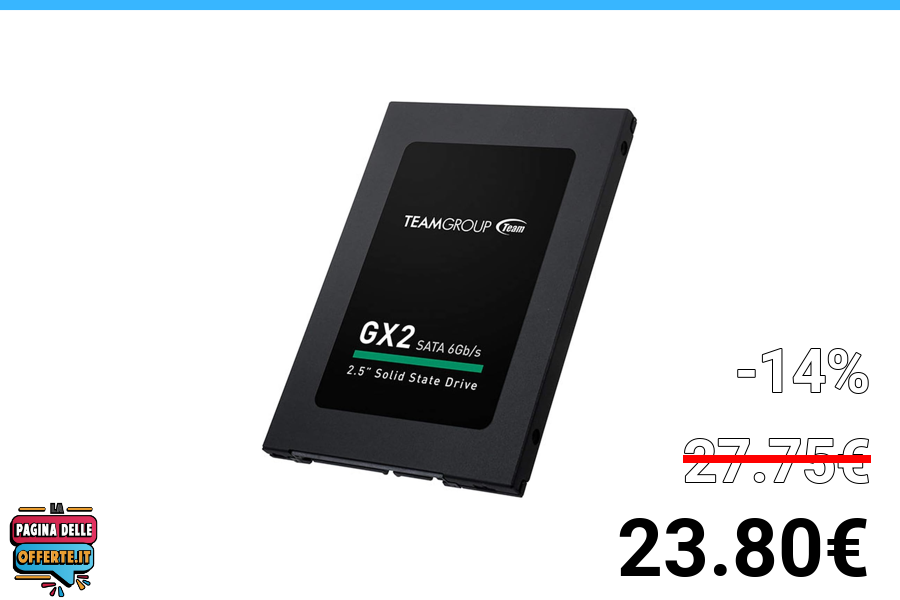 TEAMGROUP Team
GX2 SATA 6Gb/s
2.5" Solid State Drive
-14%
27.75€
23.80€
LA
PAGINA DELLE
OFFERTE.IT